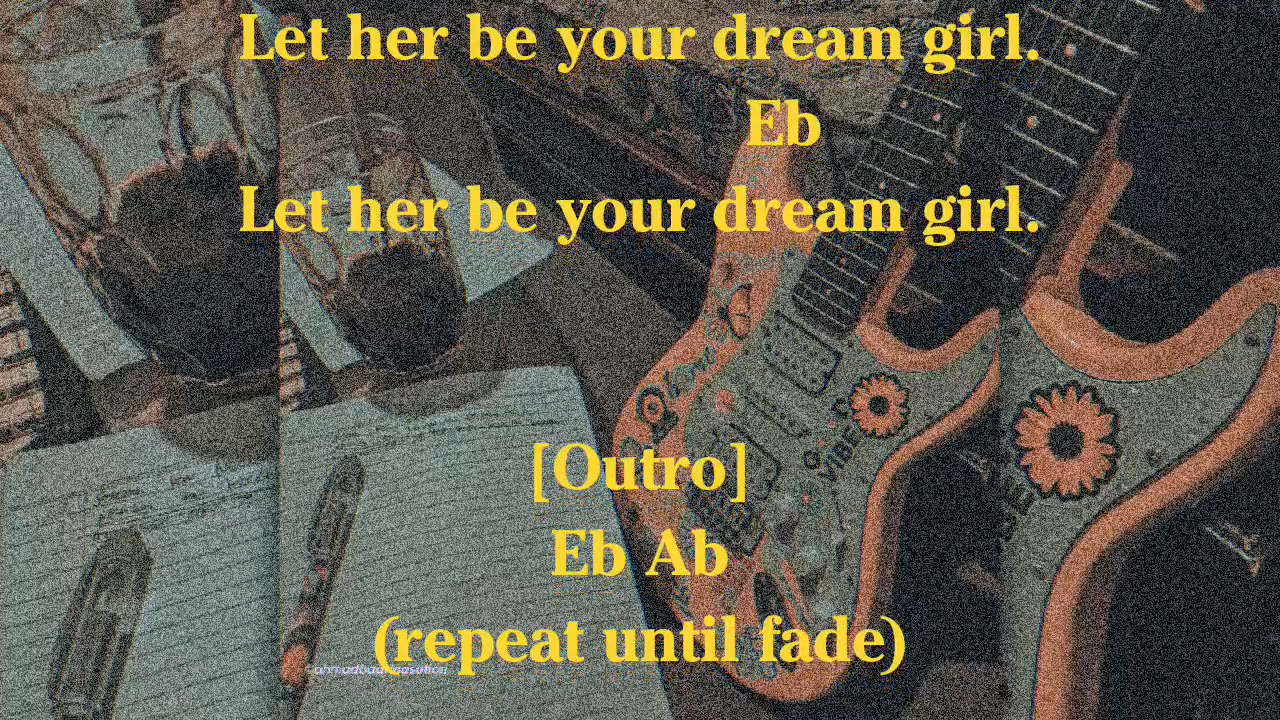 Let her be your dream girl.
Eb
Let her be your dream girl.
[Outro]
Eb Ab
(repeat until fade)
VIBE